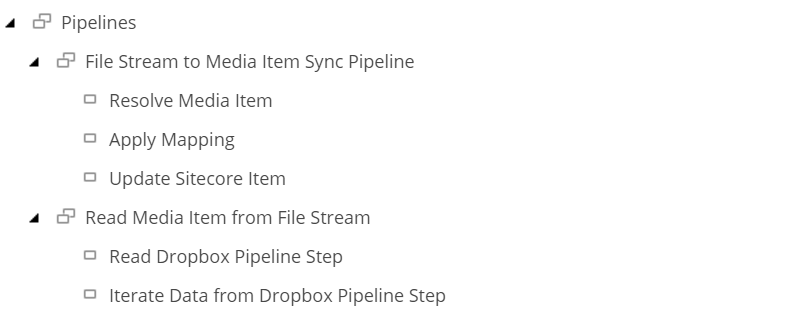 Pipelines
File Stream to Media Item Sync Pipeline
Resolve Media Item
Apply Mapping
Update Sitecore Item
Read Media Item from File Stream
Read Dropbox Pipeline Step
Iterate Data from Dropbox Pipeline Step